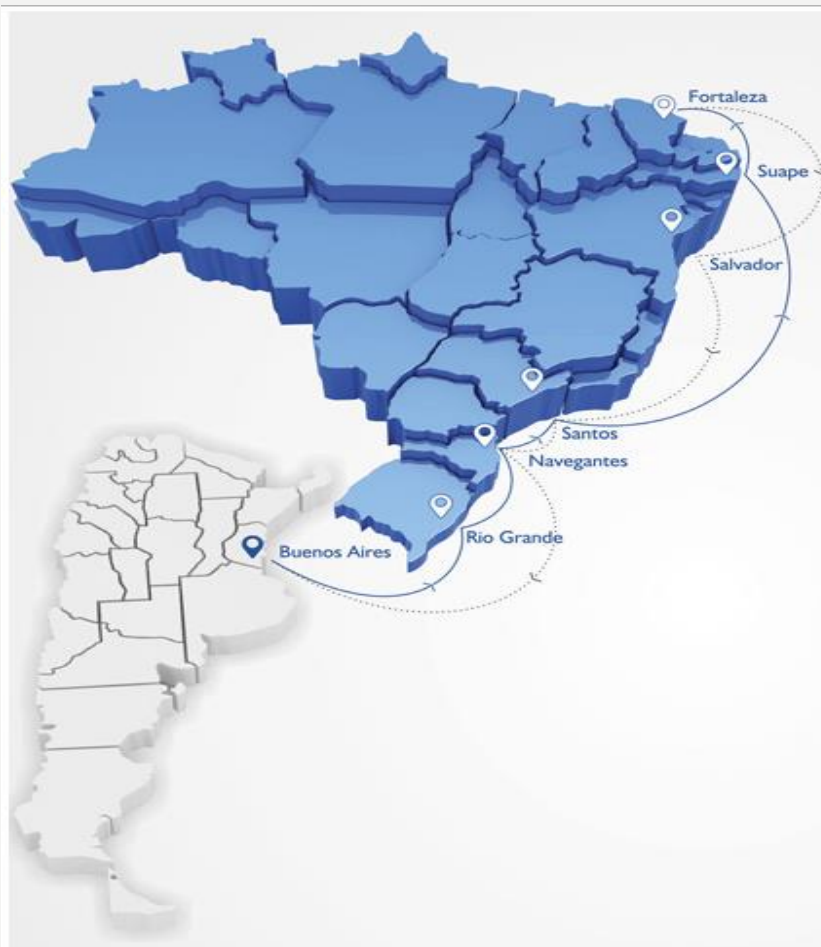 Fortaleza
Suape
Salvador
Santos
Navegantes
Rio Grande
Buenos Aires